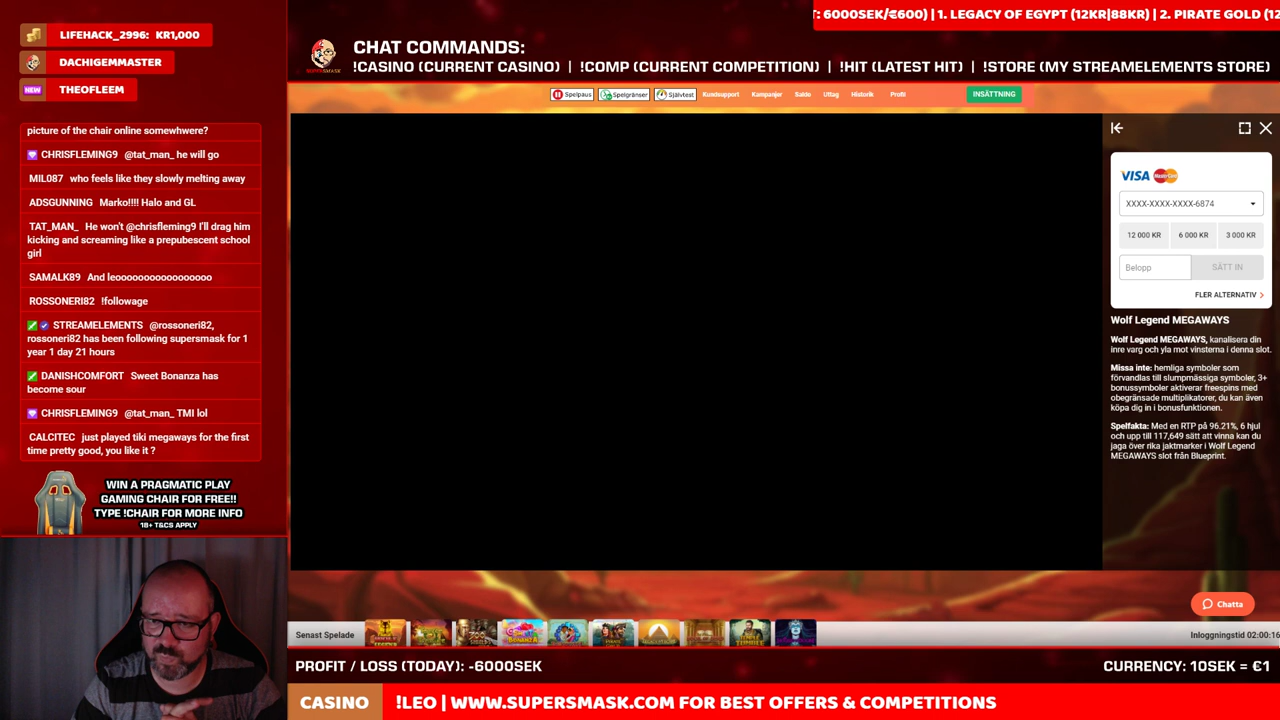 LIFEHACK_2996: KR1,000
DACHIGEMMASTER
NEW THEOFLEEM
picture of the chair online somewhwere?
CHRISFLEMING9 @tat_man_ he will go
MIL087 who feels like they slowly melting away
ADSGUNNING Marko!!!! Halo and GL
TAT_MAN_ He won't @chrisfleming9 I'll drag him
kicking and screaming like a prepubescent school
girl
SAMALK89 And leooooooooooooooooo
ROSSONERI82 !followage
STREAMELEMENTS @rossoneri82,
rossoneri82 has been following supersmask for 1
year 1 day 21 hours
DANISHCOMFORT Sweet Bonanza has
become sour
CHRISFLEMING9 @tat_man_ TMI lol
CALCITEC just played tiki megaways for the first
time pretty good, you like it ?
WIN A PRAGMATIC PLAY
GAMING CHAIR FOR FREE!!
TYPE !CHAIR FOR MORE INFO
18+ T&CS APPLY
T: 6000SEK/€600) | 1. LEGACY OF EGYPT (12KR|88KR) | 2. PIRATE GOLD (12
SUPERSMASK
CHAT COMMANDS:
!CASINO (CURRENT CASINO) | !COMP (CURRENT COMPETITION) | !HIT (LATEST HIT) | !STORE (MY STREAMELEMENTS STORE)
Spelpaus Spelgränser Självtest Kundsupport Kampanjer Saldo Uttag Historik Profil INSÄTTNING
VISA MasterCard
XXXX-XXXX-XXXX-6874
12 000 KR 6 000 KR 3 000 KR
Belopp SÄTT IN
FLER ALTERNATIV
Wolf Legend MEGAWAYS
Wolf Legend MEGAWAYS, kanalisera din
inre varg och yla mot vinsterna i denna slot.
Missa inte: hemliga symboler som
förvandlas till slumpmässiga symboler, 3+
bonussymboler aktiverar freespins med
obegränsade multiplikatorer, du kan även
köpa dig in i bonusfunktionen.
Spelfakta: Med en RTP på 96.21%, 6 hjul
och upp till 117,649 sätt att vinna kan du
jaga över rika jaktmarker i Wolf Legend
MEGAWAYS slot från Blueprint.
Chatta
Senast Spelade
Inloggningstid 02:00:16
PROFIT / LOSS (TODAY): -6000SEK
CURRENCY: 10SEK = €1
CASINO !LEO | WWW.SUPERSMASK.COM FOR BEST OFFERS & COMPETITIONS